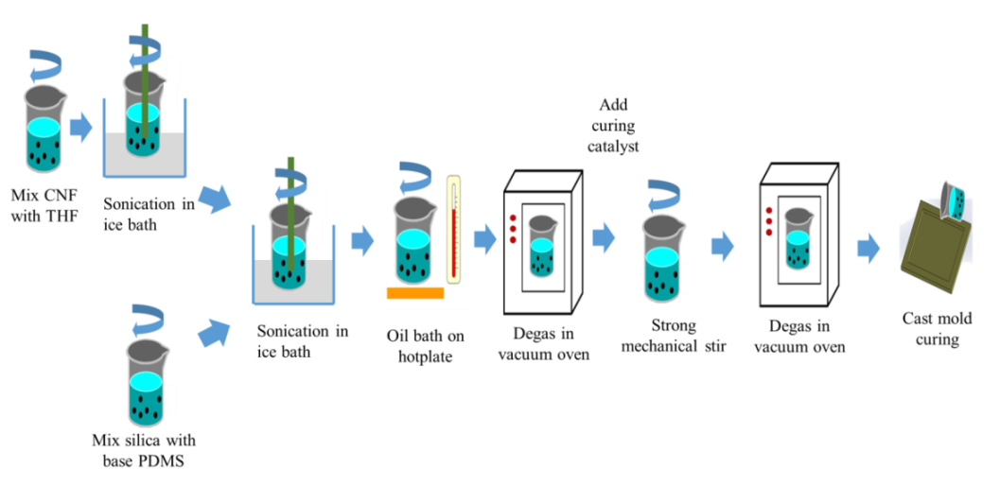 Mix CNF
with THF
Sonication in
ice bath
Mix silica with
base PDMS
Sonication in
ice bath
Oil bath on
hotplate
Degas in
vacuum oven
Add
curing
catalyst
Strong
mechanical stir
Degas in
vacuum oven
Cast mold
curing